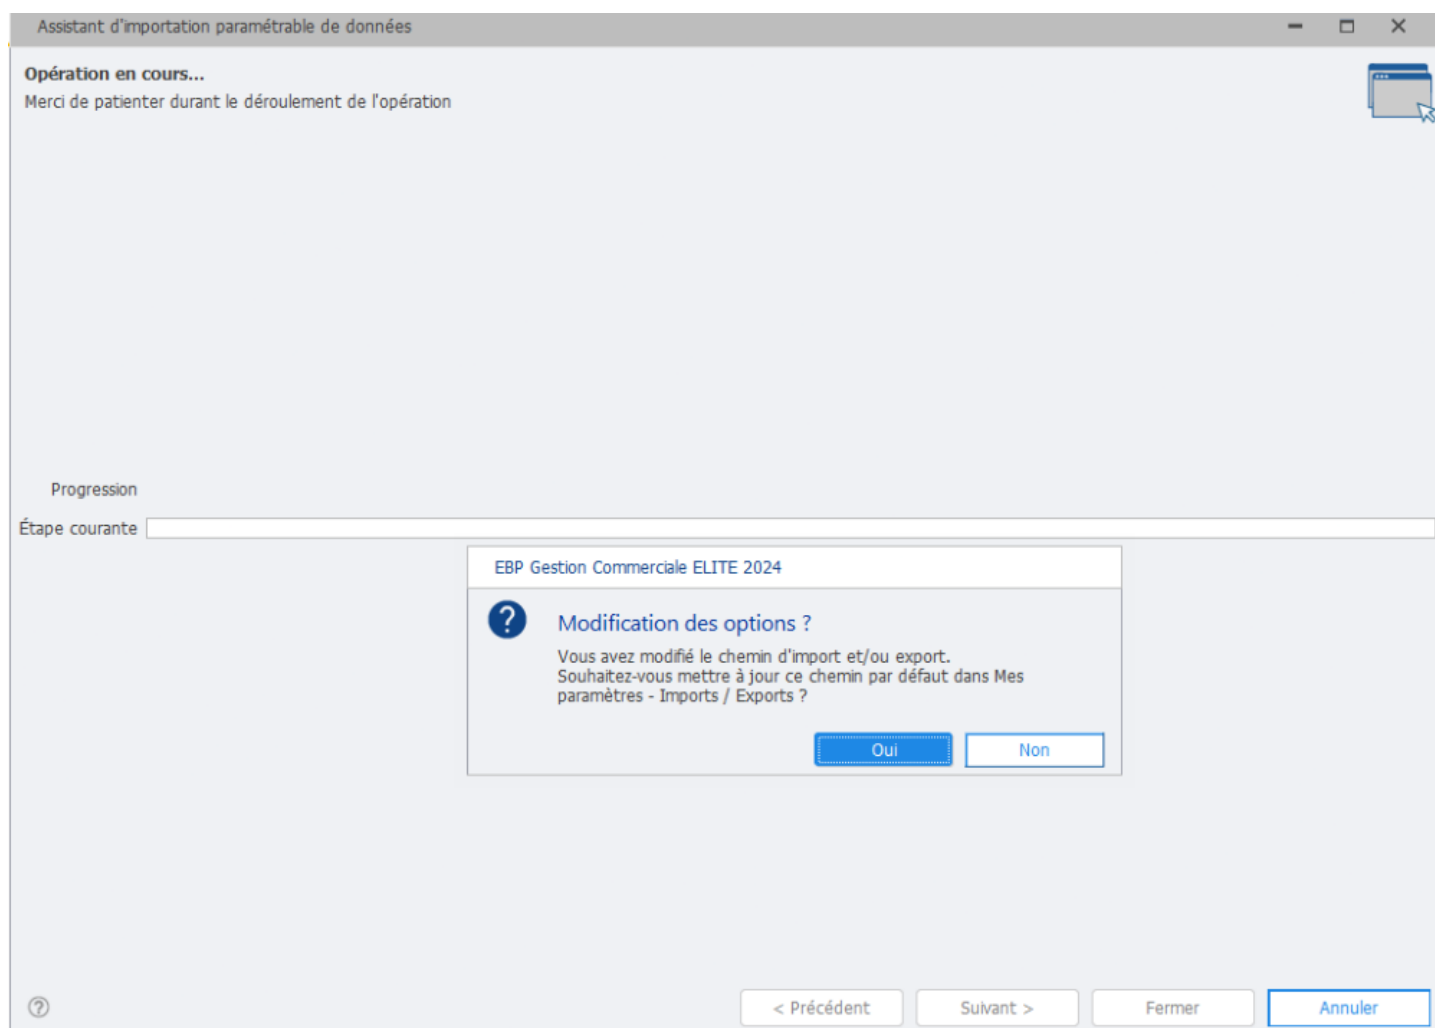 Assistant d'importation paramétrable de données
Opération en cours...
Merci de patienter durant le déroulement de l'opération
Progression
Étape courante
EBP Gestion Commerciale ELITE 2024
?
Modification des options ?
Vous avez modifié le chemin d'import et/ou export.
Souhaitez-vous mettre à jour ce chemin par défaut dans Mes
paramètres - Imports / Exports ?
Oui Non
? < Précédent Suivant > Fermer Annuler